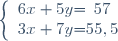 6x + 5y= 57
3x + 7y=55,5